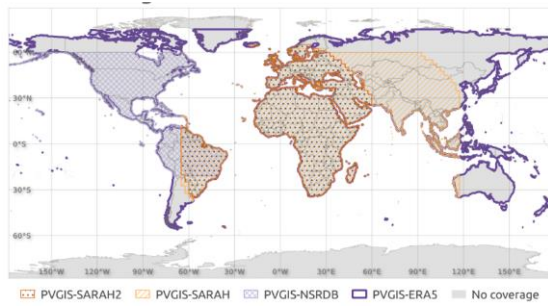 60°N
30°N
0°S
30°S
60°S
150°W 120°W 90°W 60°W 30°W 0°E 30°E 60°E 90°E 120°E 150°E
PVGIS-SARAH2 PVGIS-SARAH PVGIS-NSRDB PVGIS-ERA5 No coverage